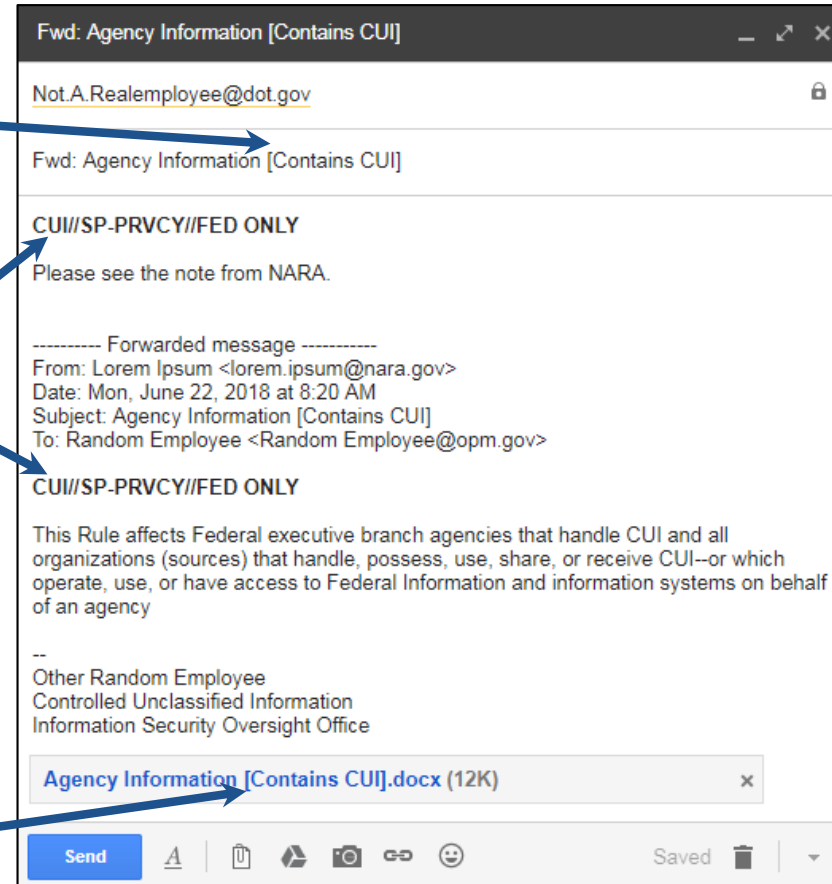 Fwd: Agency Information [Contains CUI]
Not.A.Realemployee@dot.gov
Fwd: Agency Information [Contains CUI]
CUI//SP-PRVCY//FED ONLY
Please see the note from NARA.
---------- Forwarded message -----------
From: Lorem Ipsum <lorem.ipsum@nara.gov>
Date: Mon, June 22, 2018 at 8:20 AM
Subject: Agency Information [Contains CUI]
To: Random Employee <Random Employee@opm.gov>
CUI//SP-PRVCY//FED ONLY
This Rule affects Federal executive branch agencies that handle CUI and all
organizations (sources) that handle, possess, use, share, or receive CUI--or which
operate, use, or have access to Federal Information and information systems on behalf
of an agency
--
Other Random Employee
Controlled Unclassified Information
Information Security Oversight Office
Agency Information [Contains CUI].docx (12K)
Send A Saved